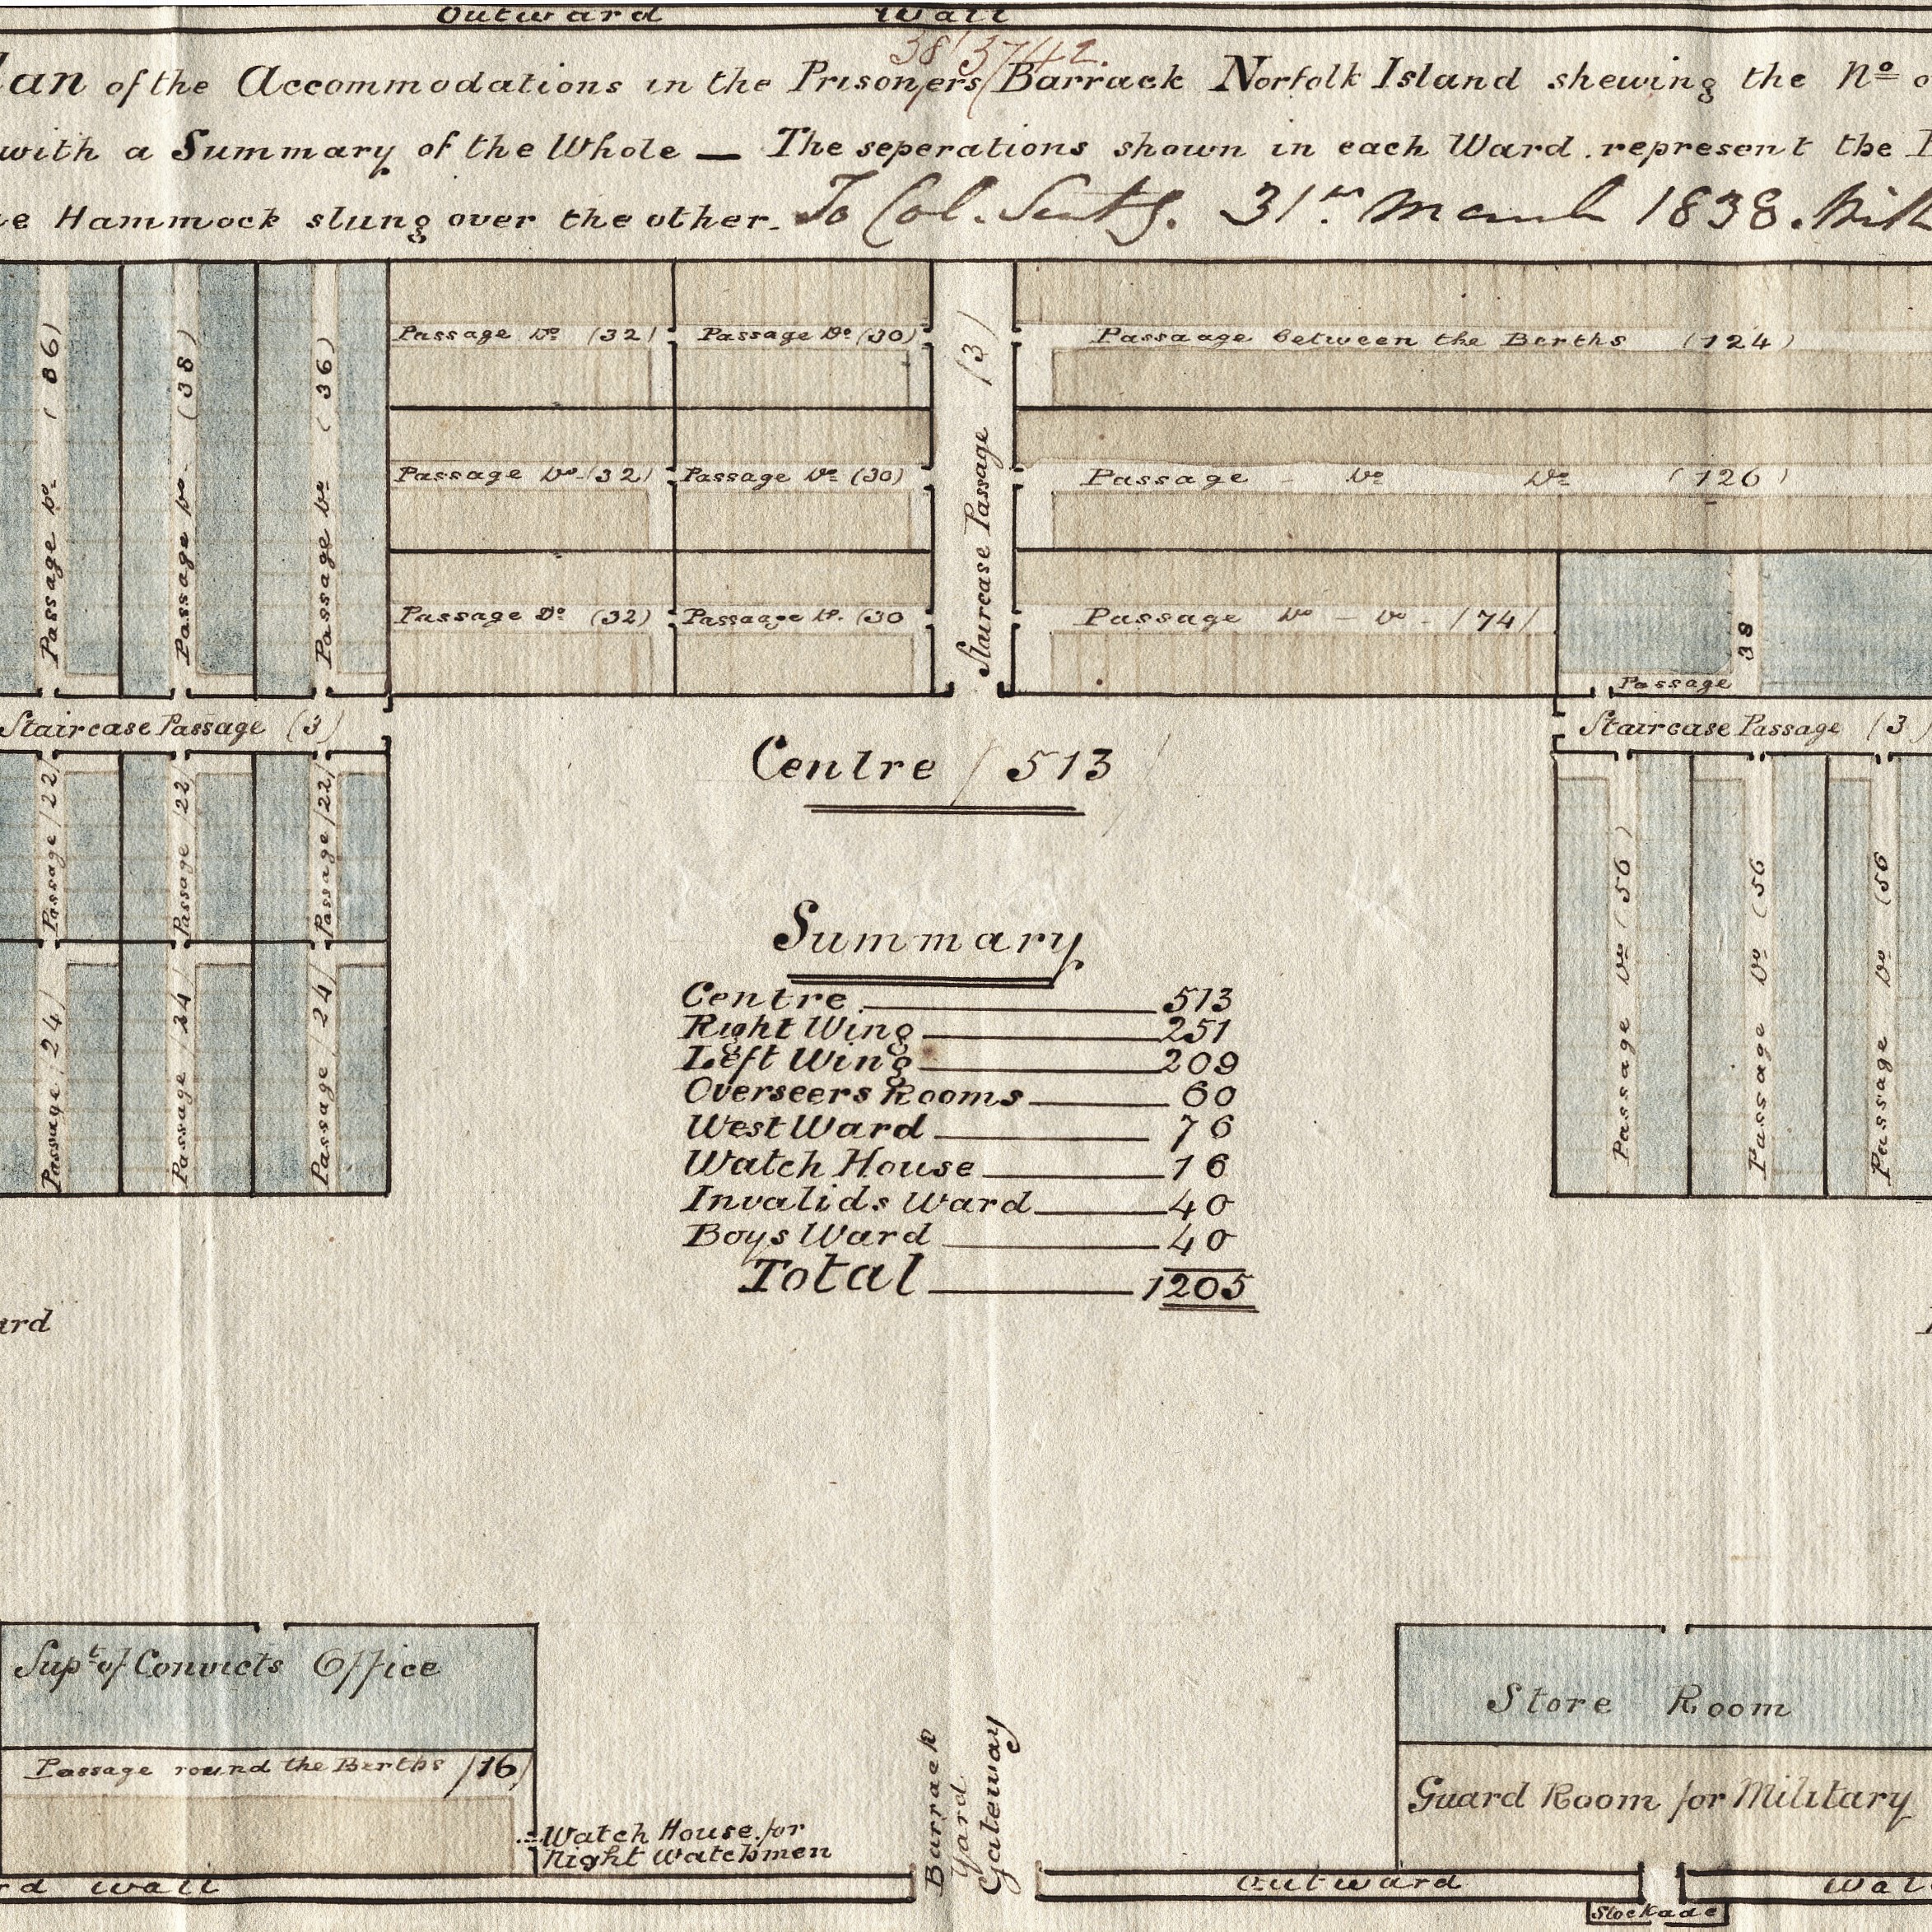 Outward Wall
38/3742.
lan of the Accommodations in the Prisoners Barrack Norfolk Island shewing the Nº o
with a Summary of the Whole — The seperations shown in each Ward represent the
e Hammock slung over the other. To Col. Secty. 31st March 1838.
Passage Dº (32) Passage Dº (30) Passaage between the Berths (124)
Passage Dº (32) Passage Dº (30) Passage Dº Dº (126)
Passage Dº (32) Passaage Dº (30 Passage Dº Dº (74)
Passage Dº (86)
Passage Dº (38)
Passage Dº (36)
Staircase Passage (3)
38
Passage
Staircase Passage (3)
Staircase Passage (3)
Centre (513)
Passage (22)
Passage (22)
Passage (22)
Passage (24)
Passage (24
Passage (24)
Passage Dº (56)
Passage Dº (56
Passage Dº (56
Summary
Centre 513
Right Wing 251
Left Wing 209
Overseers Rooms 60
West Ward 76
Watch House 16
Invalids Ward 40
Boys Ward 40
Total 1205
ard
Supt of Convicts Office
Passage round the Berths (16)
Watch House for
Night Watchmen
Barrack
Yard
Gateway
Store Room
Guard Room for Military
rd Wall
Outward Wal
Stockade